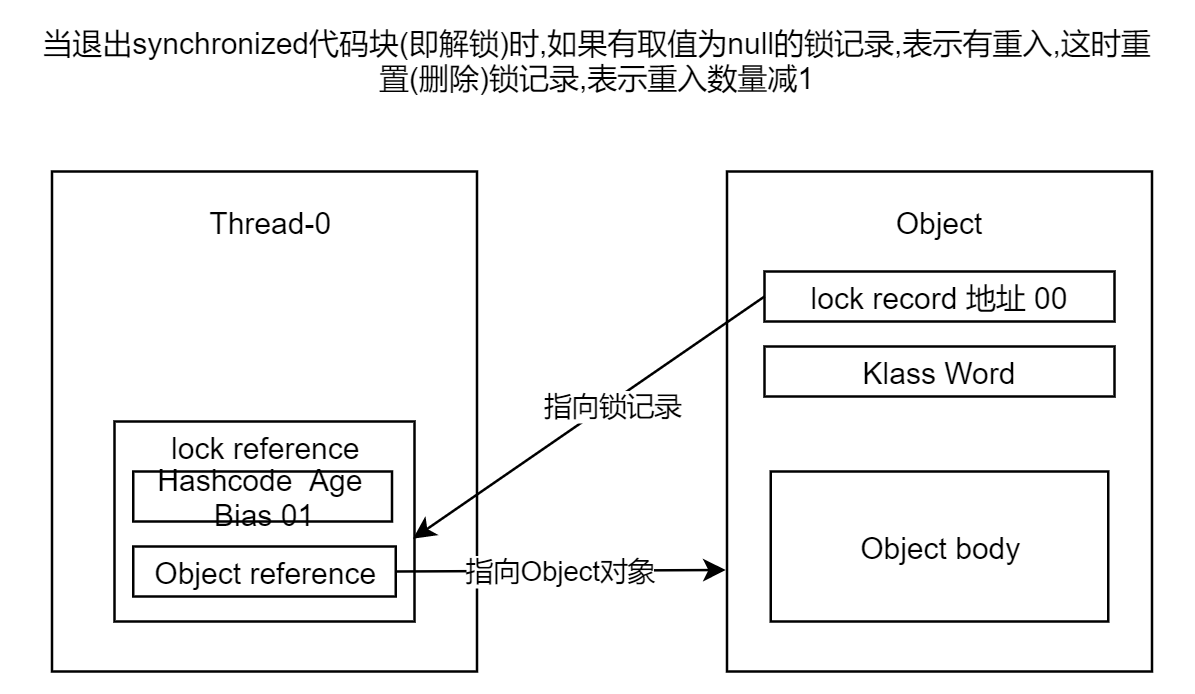 当退出synchronized代码块(即解锁)时,如果有取值为null的锁记录,表示有重入,这时重
置(删除)锁记录,表示重入数量减1
Thread-0
Object
lock record 地址 00
Klass Word
指向锁记录
lock reference
Hashcode Age
Bias 01
Object reference
指向Object对象
Object body